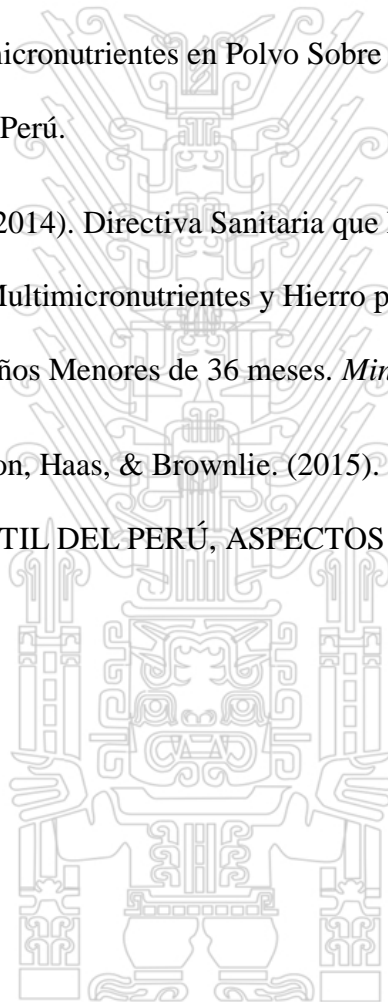 icronutrientes en Polvo Sobre
Perú.
2014). Directiva Sanitaria que
Multimicronutrientes y Hierro p
ños Menores de 36 meses. Min
on, Haas, & Brownlie. (2015).
TIL DEL PERÚ, ASPECTOS